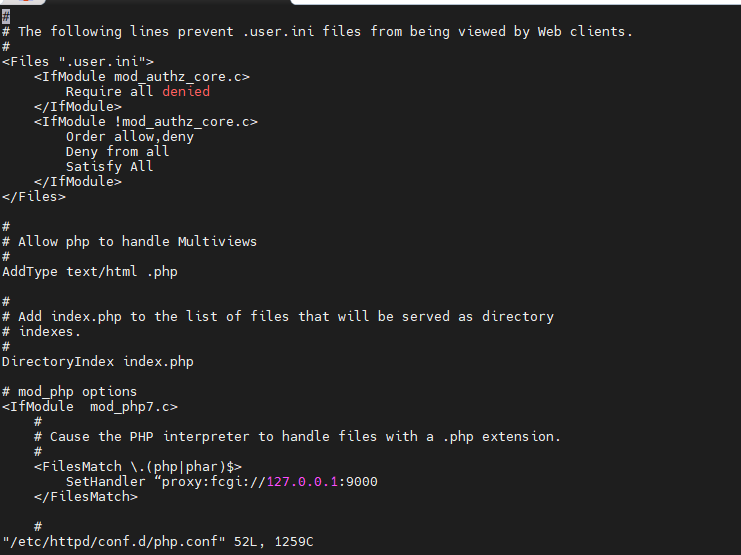 #
# The following lines prevent .user.ini files from being viewed by Web clients.
#
<Files ".user.ini">
    <IfModule mod_authz_core.c>
        Require all denied
    </IfModule>
    <IfModule !mod_authz_core.c>
        Order allow,deny
        Deny from all
        Satisfy All
    </IfModule>
</Files>

#
# Allow php to handle Multiviews
#
AddType text/html .php

#
# Add index.php to the list of files that will be served as directory
# indexes.
#
DirectoryIndex index.php

# mod_php options
<IfModule  mod_php7.c>
    #
    # Cause the PHP interpreter to handle files with a .php extension.
    #
    <FilesMatch \.(php|phar)$>
        SetHandler “proxy:fcgi://127.0.0.1:9000
    </FilesMatch>

    #
"/etc/httpd/conf.d/php.conf" 52L, 1259C